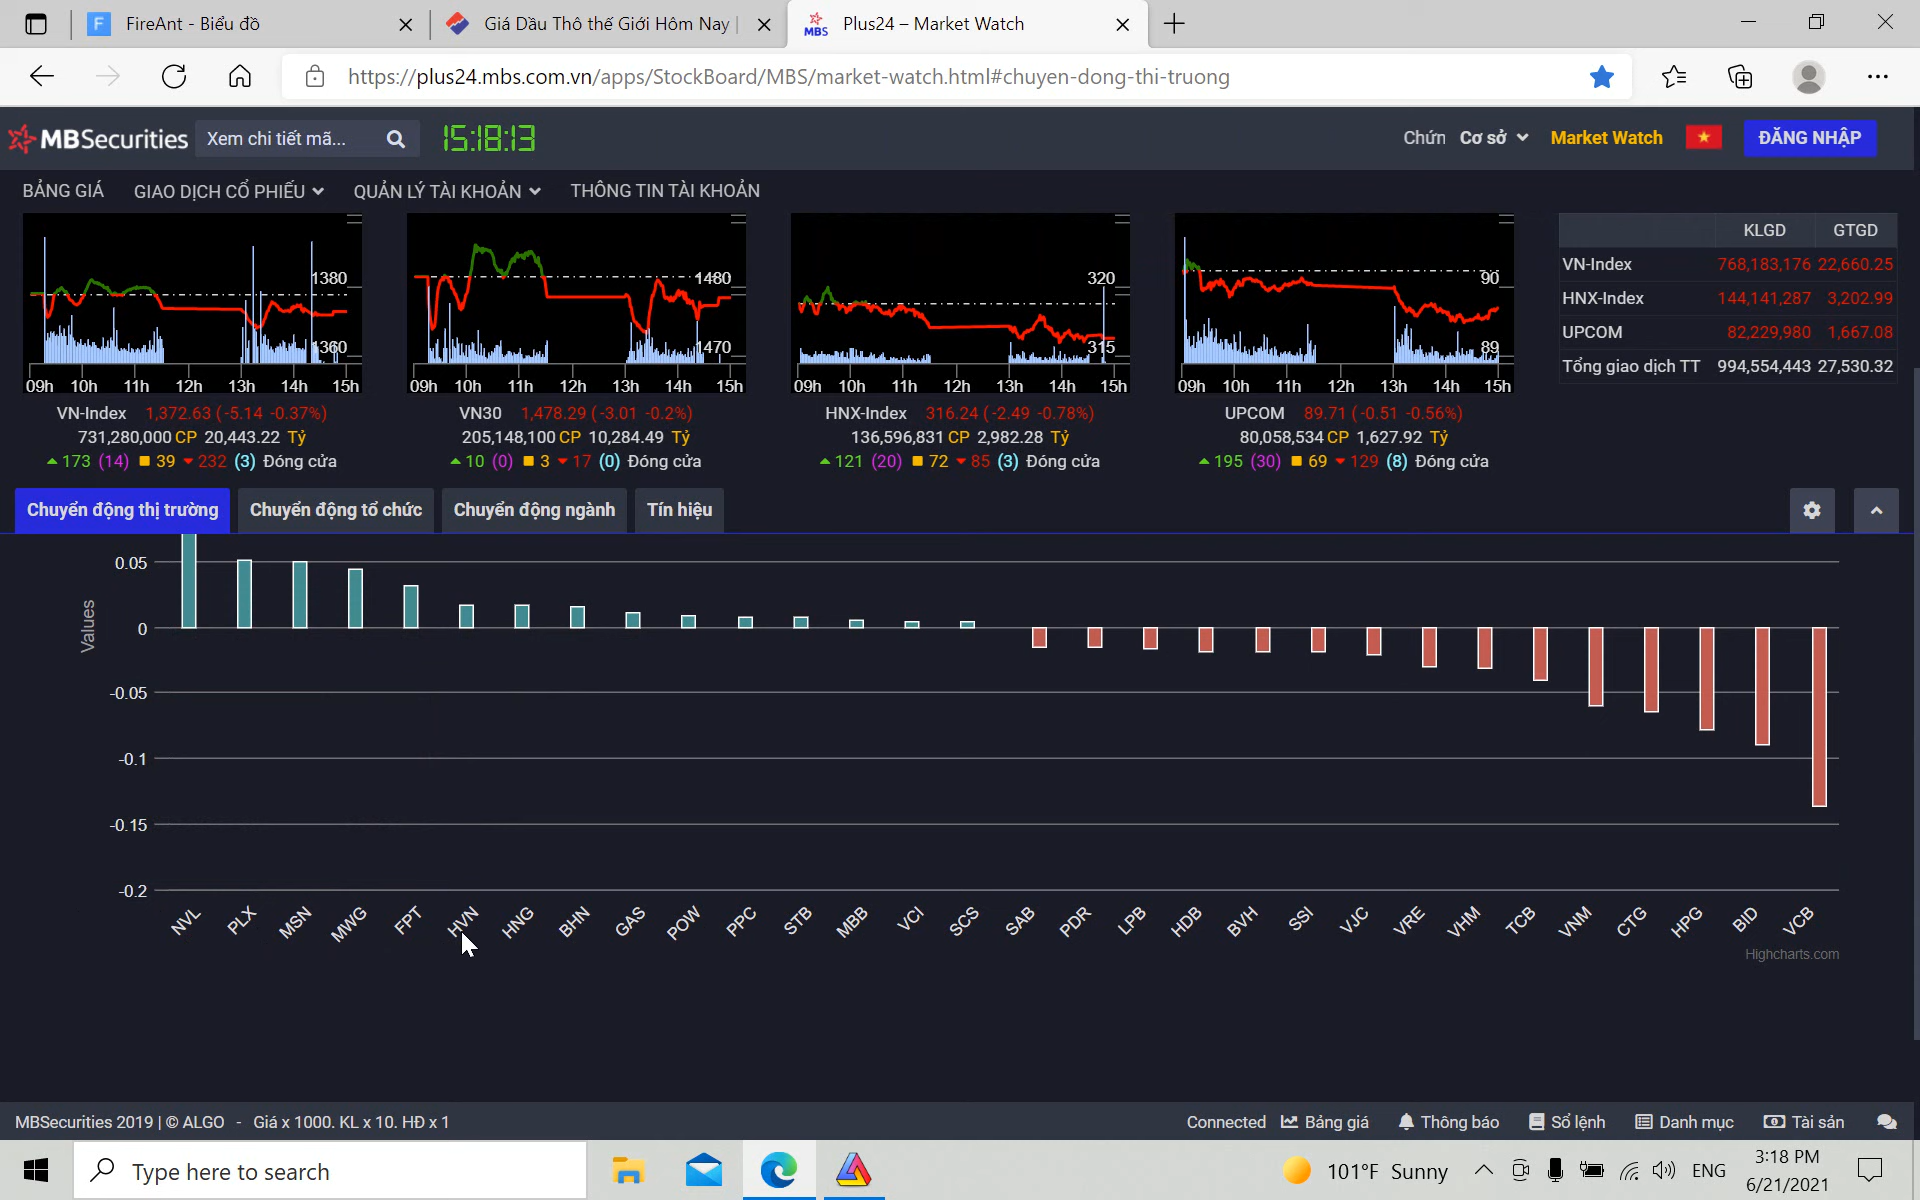 FireAnt - Biểu đồ
Giá Dầu Thô thế Giới Hôm Nay |
Plus24 – Market Watch
https://plus24.mbs.com.vn/apps/StockBoard/MBS/market-watch.html#chuyen-dong-thi-truong
MBSecurities
Xem chi tiết mã...
15:18:13
Chứn
Cơ sở
Market Watch
ĐĂNG NHẬP
BẢNG GIÁ
GIAO DỊCH CỔ PHIẾU
QUẢN LÝ TÀI KHOẢN
THÔNG TIN TÀI KHOẢN
1380
1360
09h 10h 11h 12h 13h 14h 15h
VN-Index 1,372.63 (-5.14 -0.37%)
731,280,000 CP 20,443.22 Tỷ
173 (14) 39 232 (3) Đóng cửa
1480
1470
09h 10h 11h 12h 13h 14h 15h
VN30 1,478.29 (-3.01 -0.2%)
205,148,100 CP 10,284.49 Tỷ
10 (0) 3 17 (0) Đóng cửa
320
315
09h 10h 11h 12h 13h 14h 15h
HNX-Index 316.24 (-2.49 -0.78%)
136,596,831 CP 2,982.28 Tỷ
121 (20) 72 85 (3) Đóng cửa
90
89
09h 10h 11h 12h 13h 14h 15h
UPCOM 89.71 (-0.51 -0.56%)
80,058,534 CP 1,627.92 Tỷ
195 (30) 69 129 (8) Đóng cửa
KLGD GTGD
VN-Index 768,183,176 22,660.25
HNX-Index 144,141,287 3,202.99
UPCOM 82,229,980 1,667.08
Tổng giao dịch TT 994,554,443 27,530.32
Chuyển động thị trường
Chuyển động tổ chức
Chuyển động ngành
Tín hiệu
Values
0.05
0
-0.05
-0.1
-0.15
-0.2
NVL PLX MSN MWG FPT HVN HNG BHN GAS POW PPC STB MBB VCI SCS SAB PDR LPB HDB BVH SSI VJC VRE VHM TCB VNM CTG HPG BID VCB
Highcharts.com
MBSecurities 2019 | © ALGO - Giá x 1000. KL x 10. HĐ x 1
Connected
Bảng giá
Thông báo
Sổ lệnh
Danh mục
Tài sản
Type here to search
101°F Sunny
ENG
3:18 PM
6/21/2021